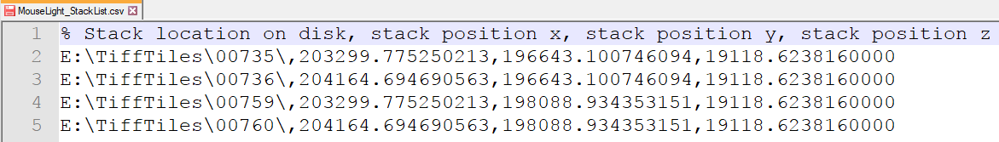 MouseLight_StackList.csv
1 % Stack location on disk, stack position x, stack position y, stack position z
2 E:\TiffTiles\00735\,203299.775250213,196643.100746094,19118.6238160000
3 E:\TiffTiles\00736\,204164.694690563,196643.100746094,19118.6238160000
4 E:\TiffTiles\00759\,203299.775250213,198088.934353151,19118.6238160000
5 E:\TiffTiles\00760\,204164.694690563,198088.934353151,19118.6238160000